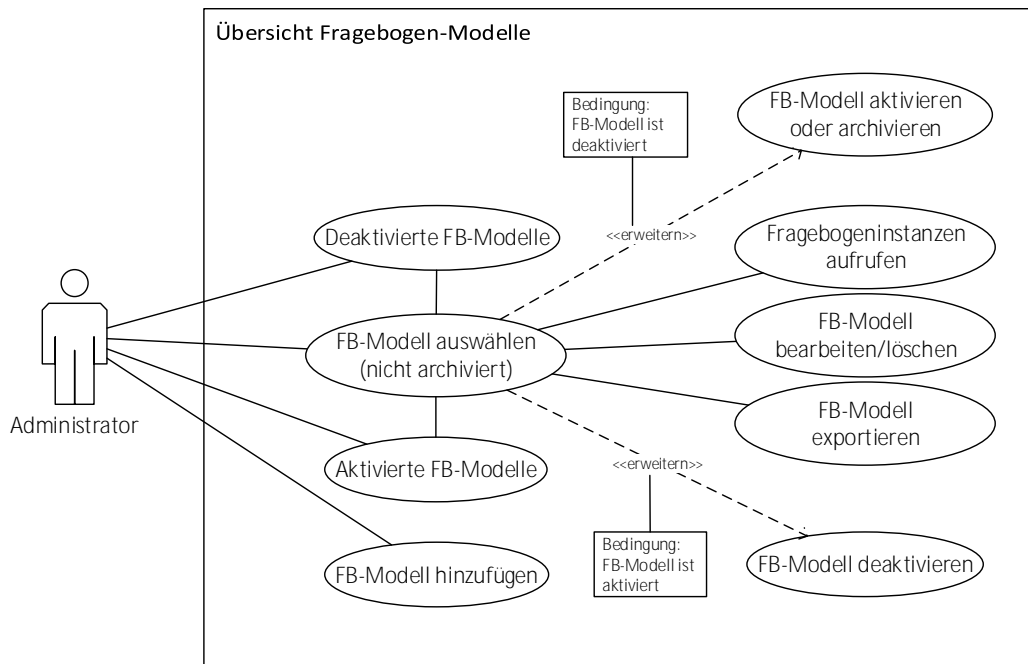 Übersicht Fragebogen-Modelle
Bedingung:
FB-Modell ist
deaktiviert
FB-Modell aktivieren
oder archivieren
Deaktivierte FB-Modelle
<<erweitern>>
Fragebogeninstanzen
aufrufen
FB-Modell auswählen
(nicht archiviert)
FB-Modell
bearbeiten/löschen
Administrator
FB-Modell
exportieren
Aktivierte FB-Modelle
<<erweitern>>
Bedingung:
FB-Modell ist
aktiviert
FB-Modell deaktivieren
FB-Modell hinzufügen